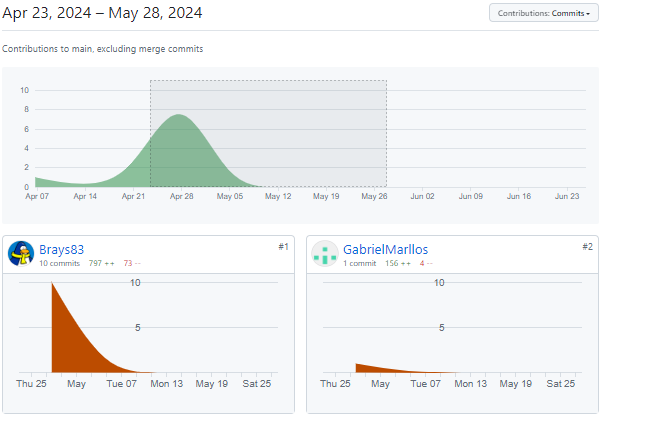 Apr 23, 2024 – May 28, 2024
Contributions: Commits
Contributions to main, excluding merge commits
10
8
6
4
2
0
Apr 07 Apr 14 Apr 21 Apr 28 May 05 May 12 May 19 May 26 Jun 02 Jun 09 Jun 16 Jun 23
Brays83
#1
10 commits 797 ++ 73 --
10
5
Thu 25 May Tue 07 Mon 13 May 19 Sat 25
GabrielMarllos
#2
1 commit 156 ++ 4 --
10
5
Thu 25 May Tue 07 Mon 13 May 19 Sat 25